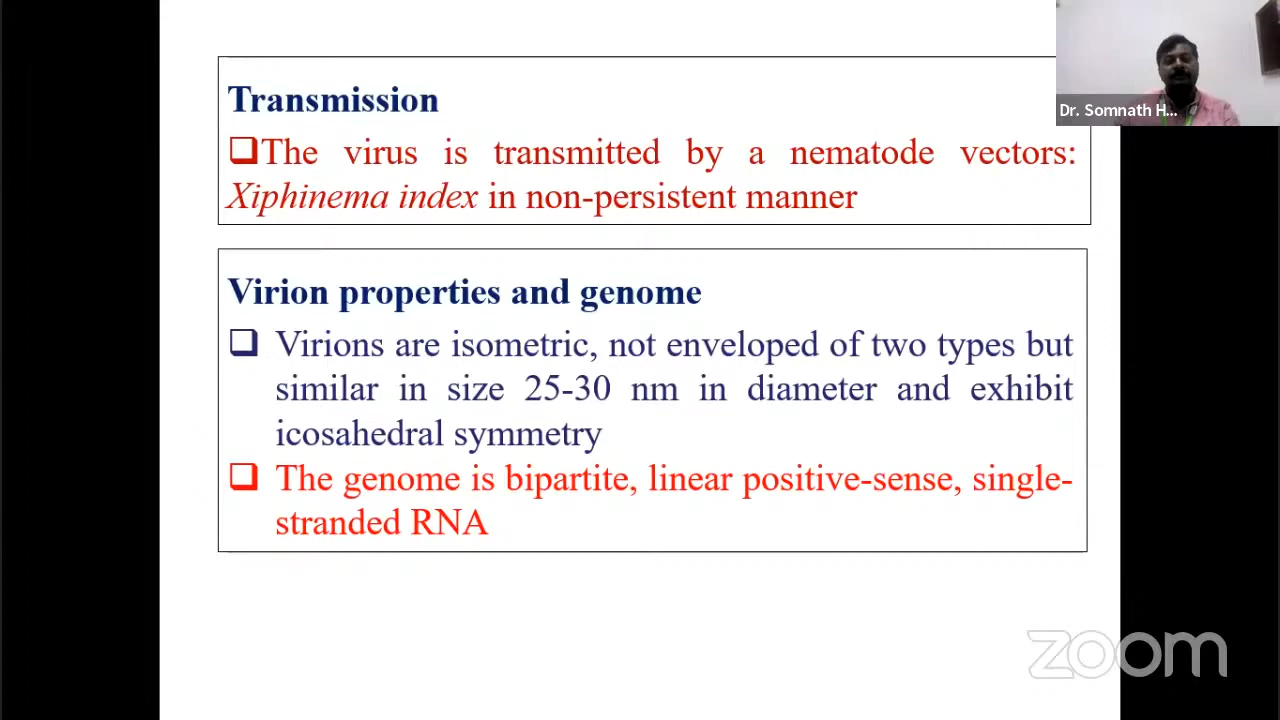 Transmission
❑The virus is transmitted by a nematode vectors:
Xiphinema index in non-persistent manner
Virion properties and genome
❑ Virions are isometric, not enveloped of two types but
similar in size 25-30 nm in diameter and exhibit
icosahedral symmetry
❑ The genome is bipartite, linear positive-sense, single-
stranded RNA
Dr. Somnath H...
zoom